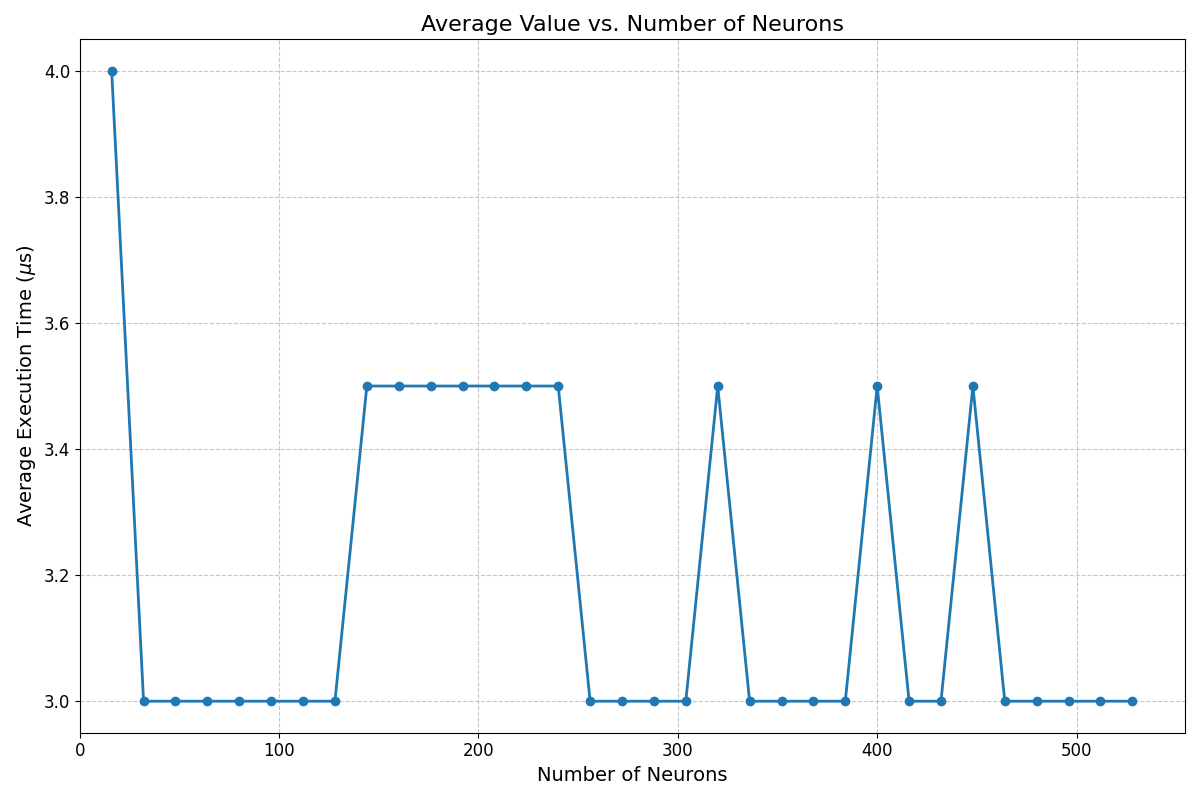 Average Value vs. Number of Neurons
Average Execution Time (μs)
4.0
3.8
3.6
3.4
3.2
3.0
0 100 200 300 400 500
Number of Neurons